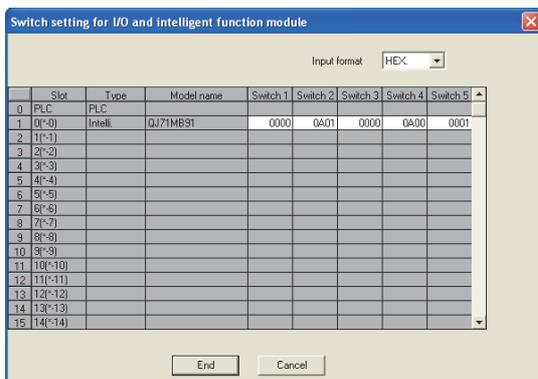 Switch setting for I/O and intelligent function module
Input format HEX.
Slot Type Model name Switch 1 Switch 2 Switch 3 Switch 4 Switch 5
0 PLC PLC
1 0(*-0) Intelli. QJ71MB91 0000 0A01 0000 0A00 0001
2 1(*-1)
3 2(*-2)
4 3(*-3)
5 4(*-4)
6 5(*-5)
7 6(*-6)
8 7(*-7)
9 8(*-8)
10 9(*-9)
11 10(*-10)
12 11(*-11)
13 12(*-12)
14 13(*-13)
15 14(*-14)
End Cancel